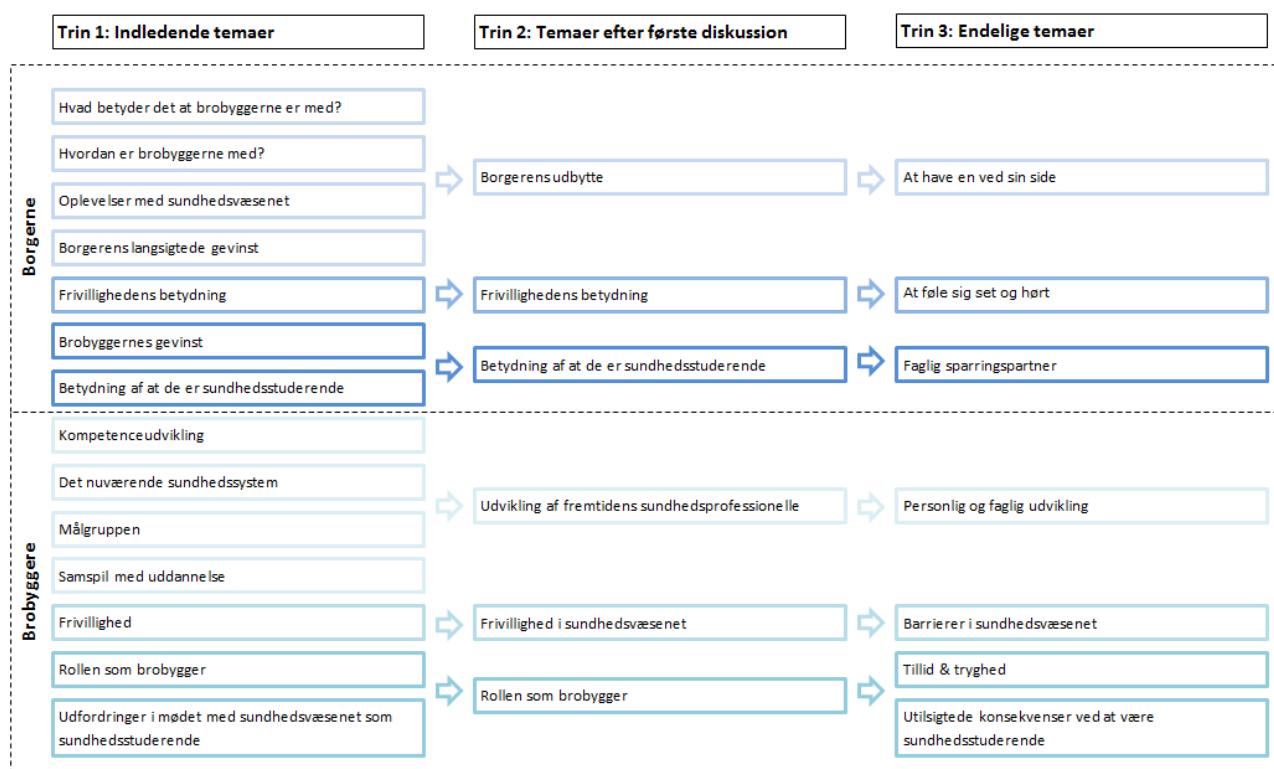 Trin 1: Indledende temaer
Trin 2: Temaer efter første diskussion
Trin 3: Endelige temaer
Borgerne
Hvad betyder det at brobyggerne er med?
Hvordan er brobyggerne med?
Oplevelser med sundhedsvæsenet
Borgerens langsigtede gevinst
Borgerens udbytte
At have en ved sin side
Frivillighedens betydning
Frivillighedens betydning
At føle sig set og hørt
Brobyggernes gevinst
Betydning af at de er sundhedsstuderende
Betydning af at de er sundhedsstuderende
Faglig sparringspartner
Brobyggere
Kompetenceudvikling
Det nuværende sundhedssystem
Målgruppen
Samspil med uddannelse
Udvikling af fremtidens sundhedsprofessionelle
Personlig og faglig udvikling
Frivillighed
Frivillighed i sundhedsvæsenet
Barrierer i sundhedsvæsenet
Rollen som brobygger
Udfordringer i mødet med sundhedsvæsenet som
sundhedsstuderende
Rollen som brobygger
Tillid & tryghed
Utilsigtede konsekvenser ved at være
sundhedsstuderende